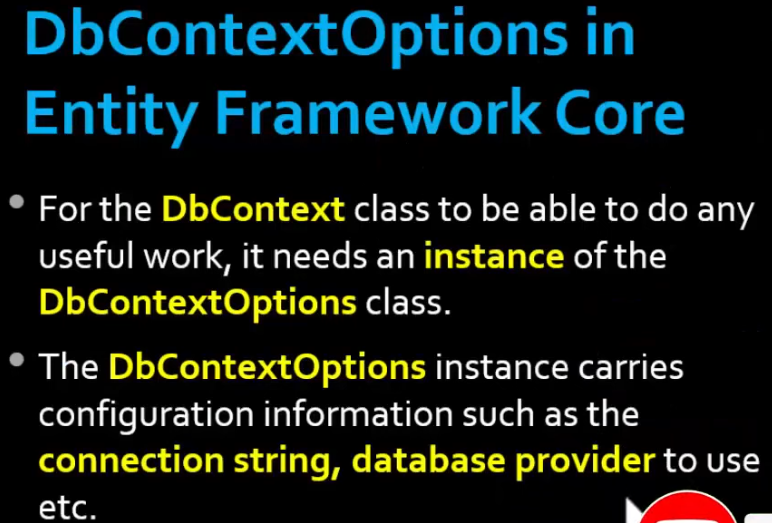 DbContextOptions in
Entity Framework Core
• For the DbContext class to be able to do any
useful work, it needs an instance of the
DbContextOptions class.
• The DbContextOptions instance carries
configuration information such as the
connection string, database provider to use
etc.